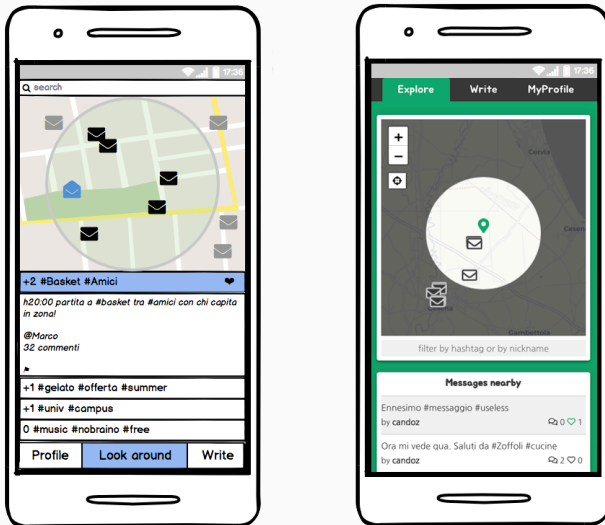 17:36
search
+2 #Basket #Amici
h20:00 partita a #basket tra #amici con chi capita
in zona!
@Marco
32 commenti
+1 #gelato #offerta #summer
+1 #univ #campus
0 #music #nobraino #free
Profile Look around Write
17:36
Explore Write MyProfile
+
−
Cervia
Cesena
Gambettola
filter by hashtag or by nickname
Messages nearby
Ennesimo #messaggio #useless
by candoz 0 1
Ora mi vede qua. Saluti da #Zoffoli #cucine
by candoz 2 0